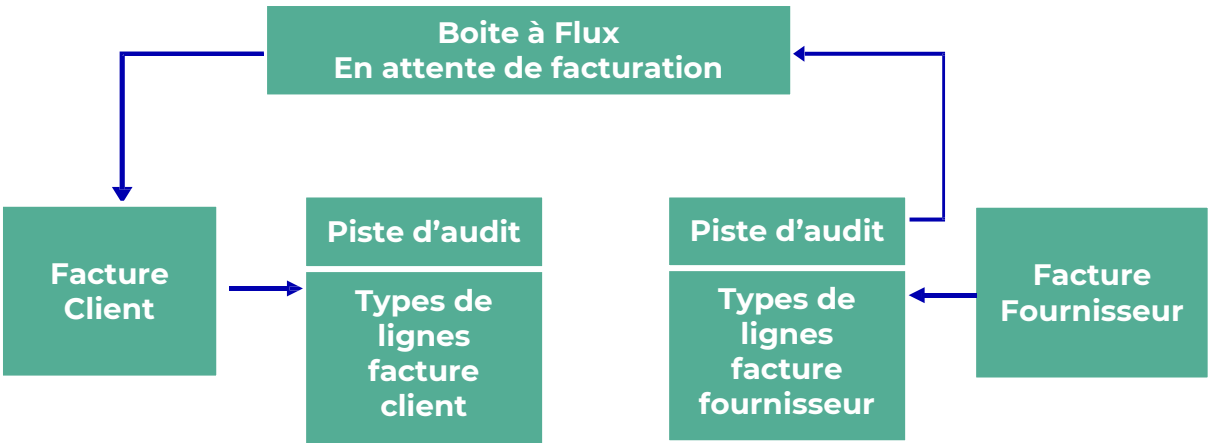 Boite à Flux
En attente de facturation
Facture
Client
Piste d’audit
Types de
lignes
facture
client
Piste d’audit
Types de
lignes
facture
fournisseur
Facture
Fournisseur